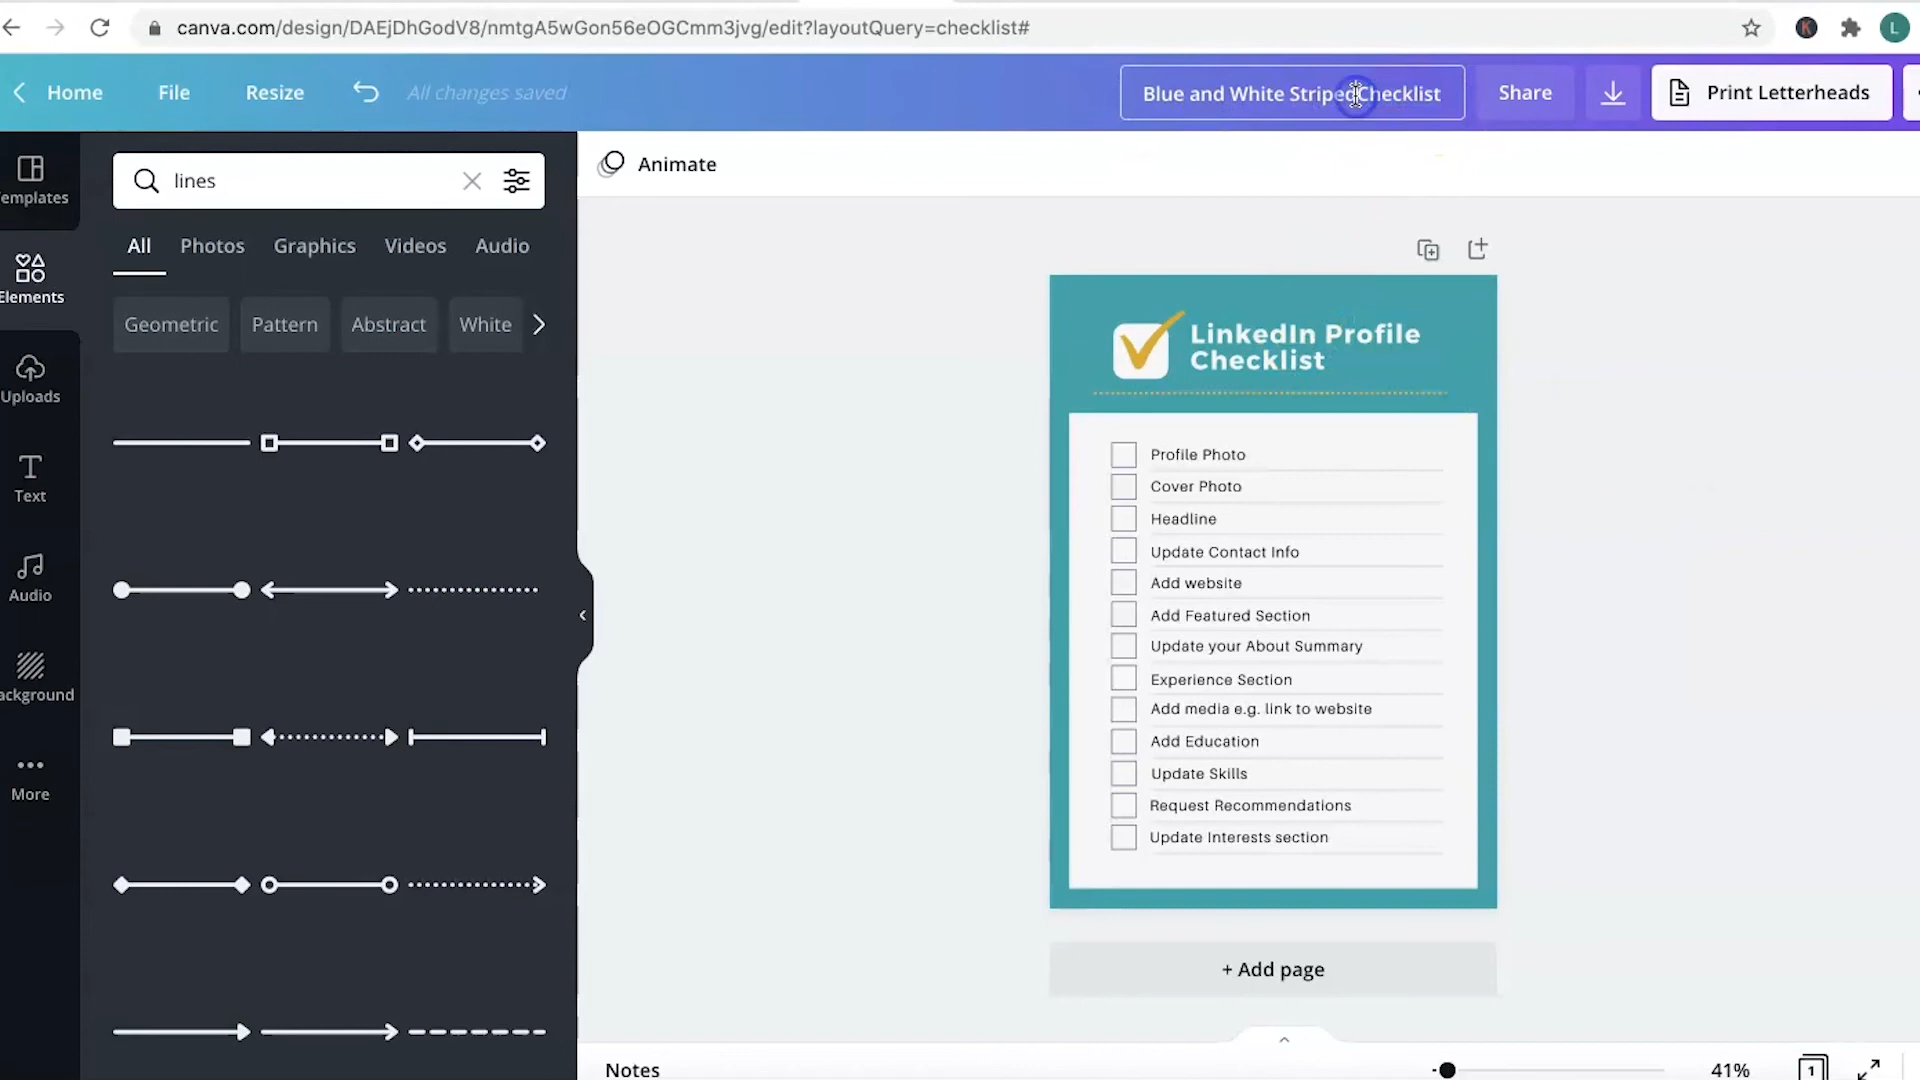 canva.com/design/DAEjDhGodV8/nmtgA5wGon56eOGCmm3jvg/edit?layoutQuery=checklist#
K
L
Home
File
Resize
All changes saved
Blue and White Striped Checklist
Share
Print Letterheads
emplates
Elements
Uploads
Text
Audio
ackground
More
lines
All
Photos
Graphics
Videos
Audio
Geometric
Pattern
Abstract
White
Animate
LinkedIn Profile
Checklist
Profile Photo
Cover Photo
Headline
Update Contact Info
Add website
Add Featured Section
Update your About Summary
Experience Section
Add media e.g. link to website
Add Education
Update Skills
Request Recommendations
Update Interests section
+ Add page
Notes
41%
1